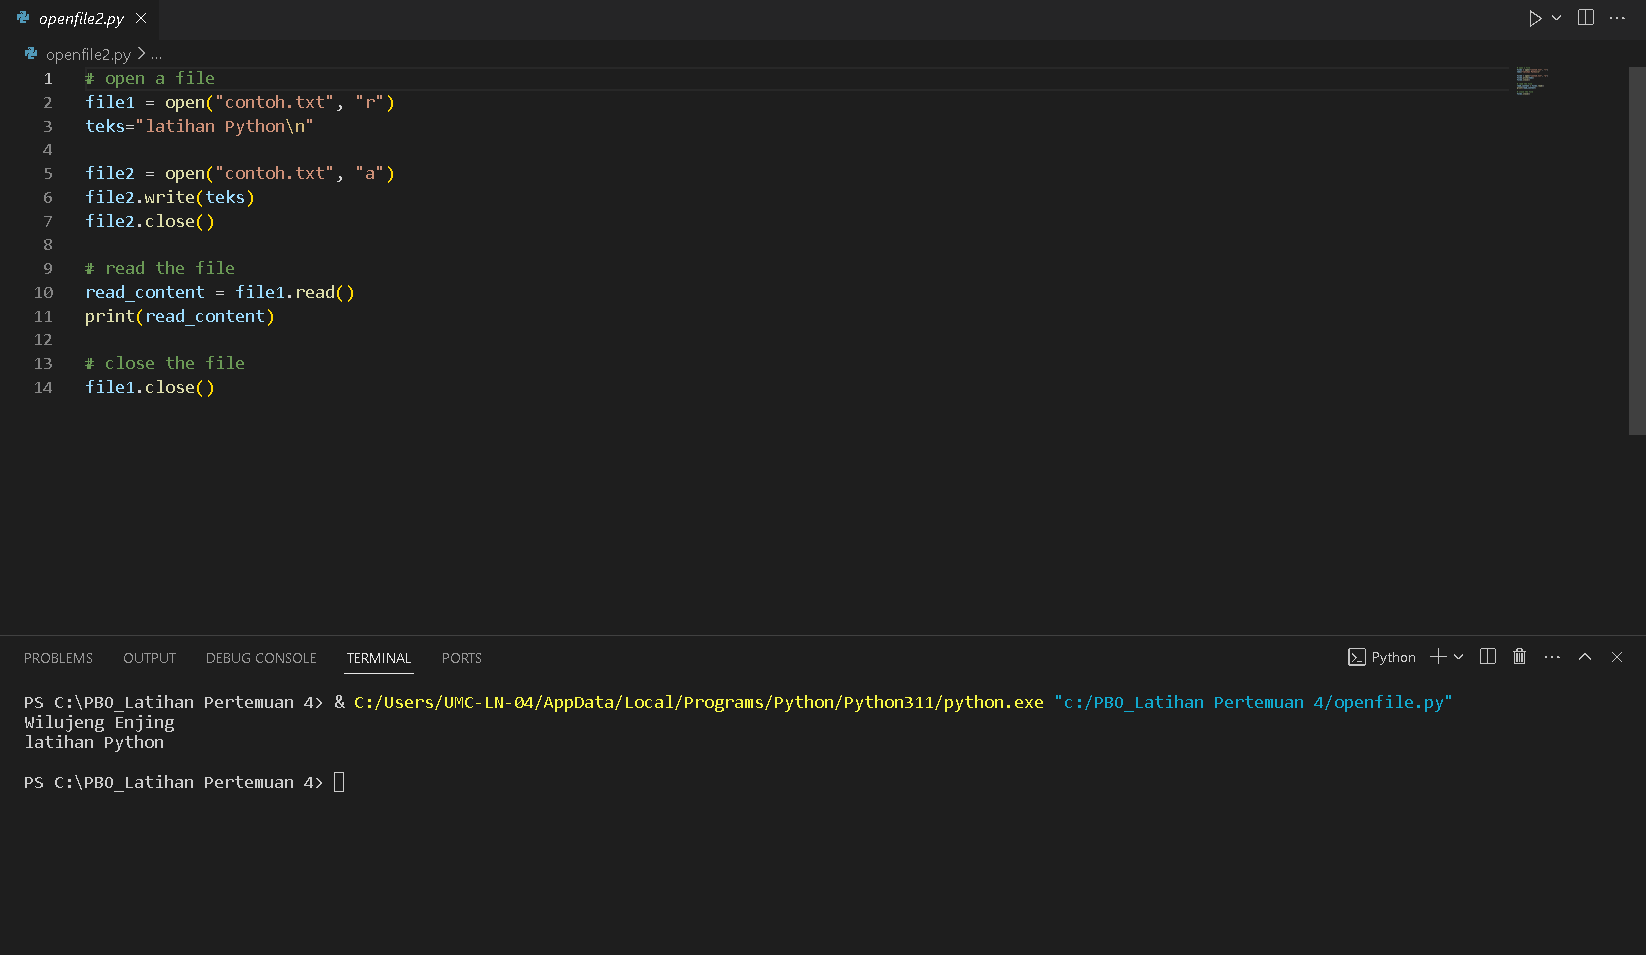 openfile2.py
openfile2.py > ...
1 # open a file
2 file1 = open("contoh.txt", "r")
3 teks="latihan Python\n"
4
5 file2 = open("contoh.txt", "a")
6 file2.write(teks)
7 file2.close()
8
9 # read the file
10 read_content = file1.read()
11 print(read_content)
12
13 # close the file
14 file1.close()
PROBLEMS OUTPUT DEBUG CONSOLE TERMINAL PORTS Python
PS C:\PBO_Latihan Pertemuan 4> & C:/Users/UMC-LN-04/AppData/Local/Programs/Python/Python311/python.exe "c:/PBO_Latihan Pertemuan 4/openfile.py"
Wilujeng Enjing
latihan Python
PS C:\PBO_Latihan Pertemuan 4>